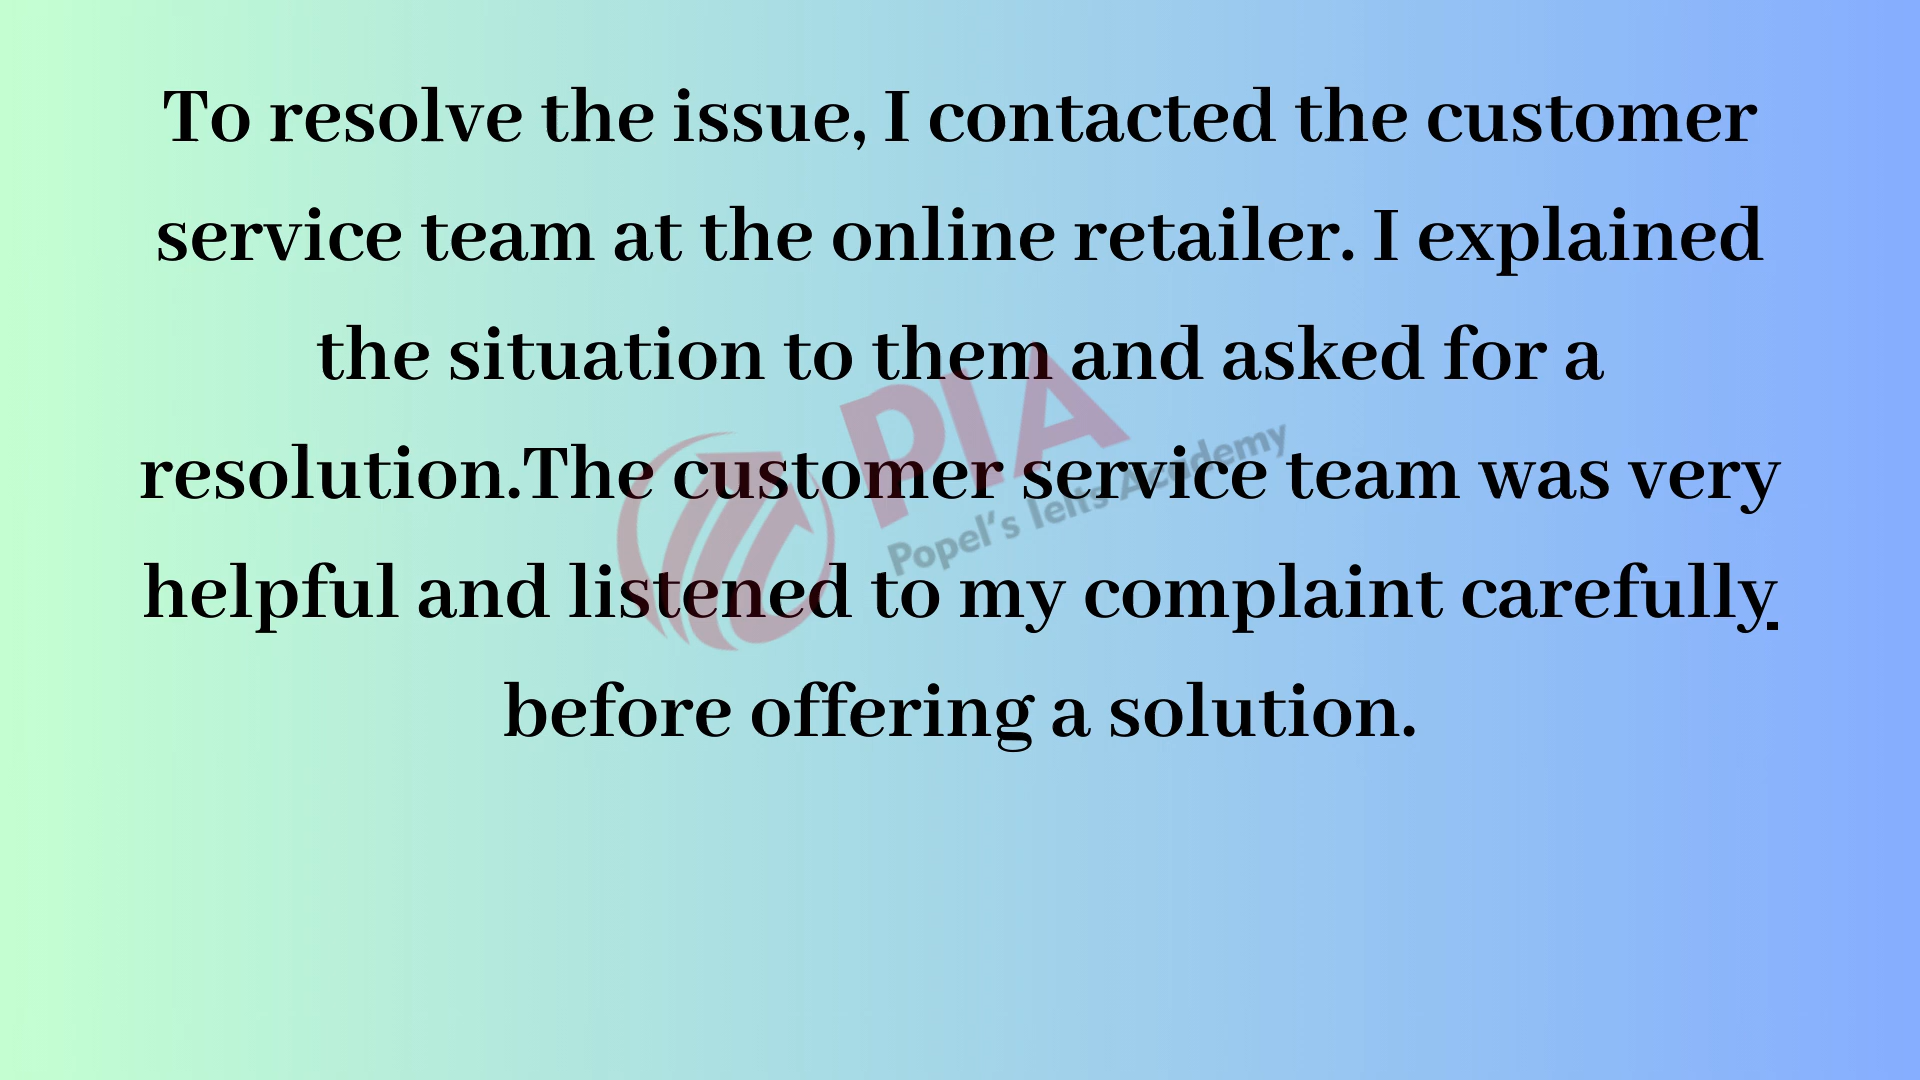 To resolve the issue, I contacted the customer
service team at the online retailer. I explained
the situation to them and asked for a
resolution.The customer service team was very
helpful and listened to my complaint carefully
before offering a solution.
PIA
Popel's Ielts Academy